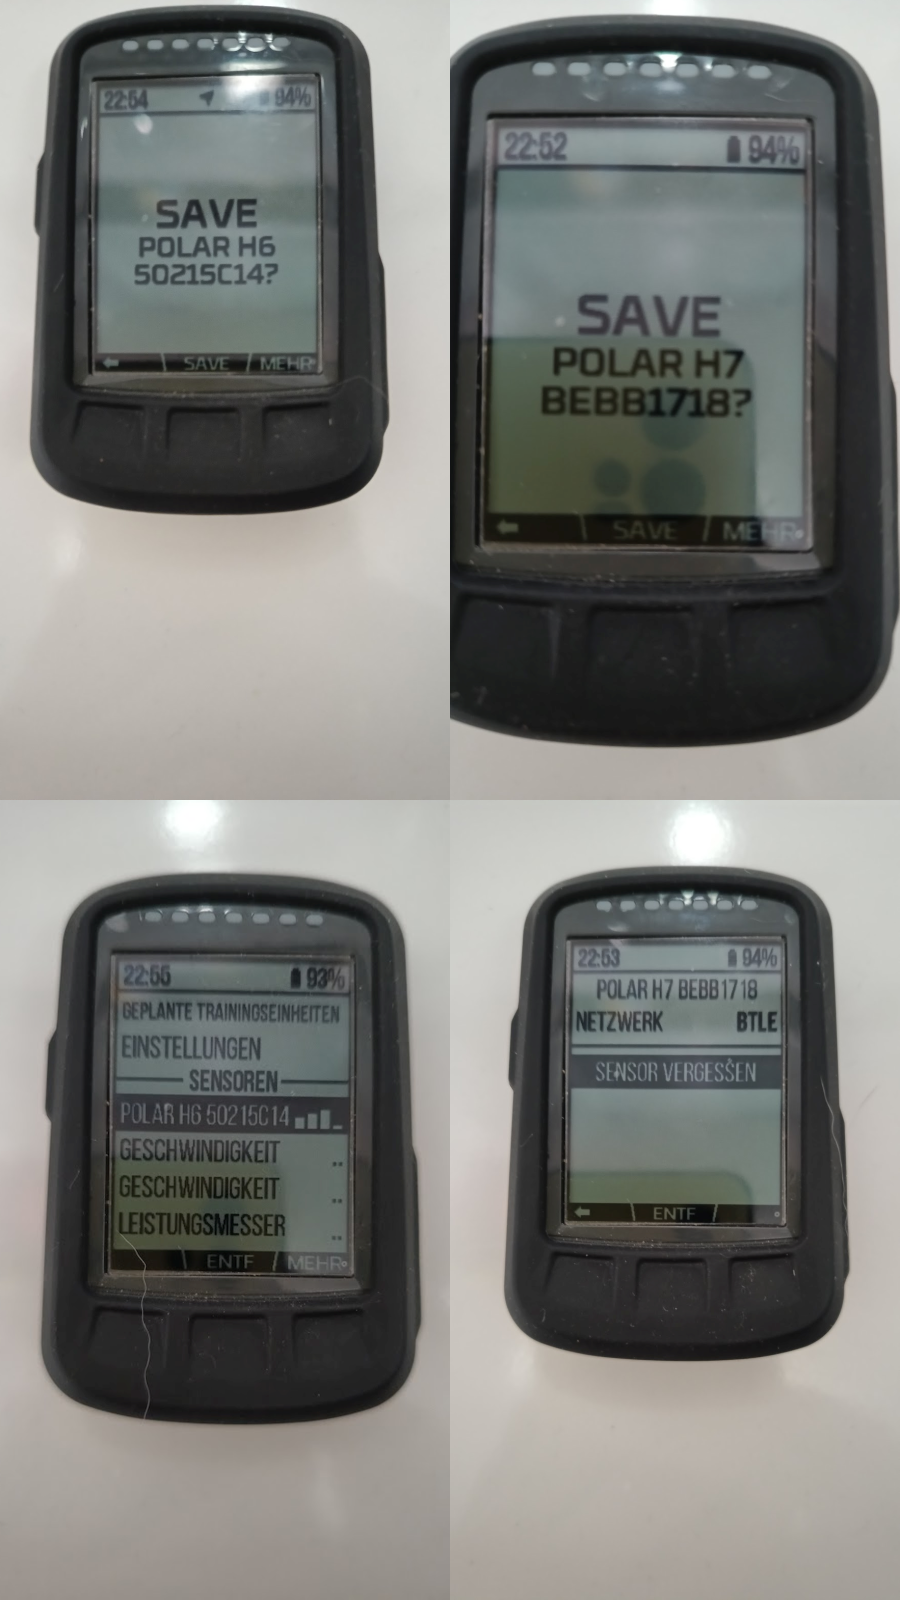 22:54 94%
SAVE
POLAR H6
50215C14?
SAVE MEHR
22:52 94%
SAVE
POLAR H7
BEBB1718?
SAVE MEHR
22:55 93%
GEPLANTE TRAININGSEINHEITEN
EINSTELLUNGEN
SENSOREN
POLAR H6 50215C14
GESCHWINDIGKEIT
GESCHWINDIGKEIT
LEISTUNGSMESSER
ENTF MEHR
22:53 94%
POLAR H7 BEBB1718
NETZWERK BTLE
SENSOR VERGESSEN
ENTF